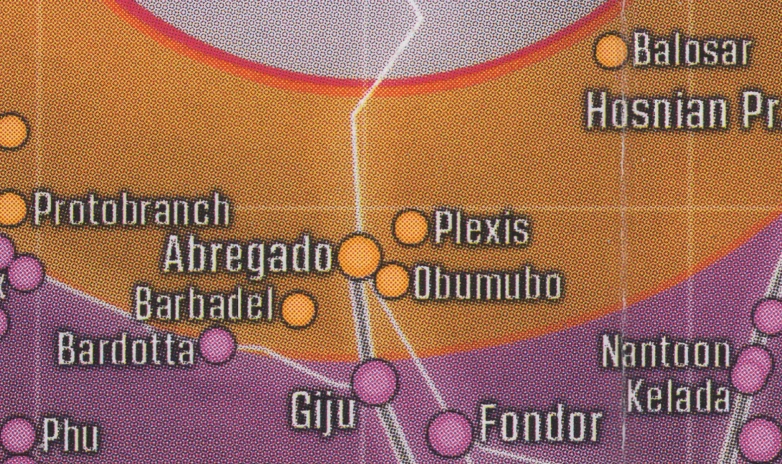 Balosar
Hosnian Pr
Protobranch
Plexis
Abregado
Obumubo
Barbadel
Bardotta
Nantoon
Kelada
Giju
Fondor
Phu